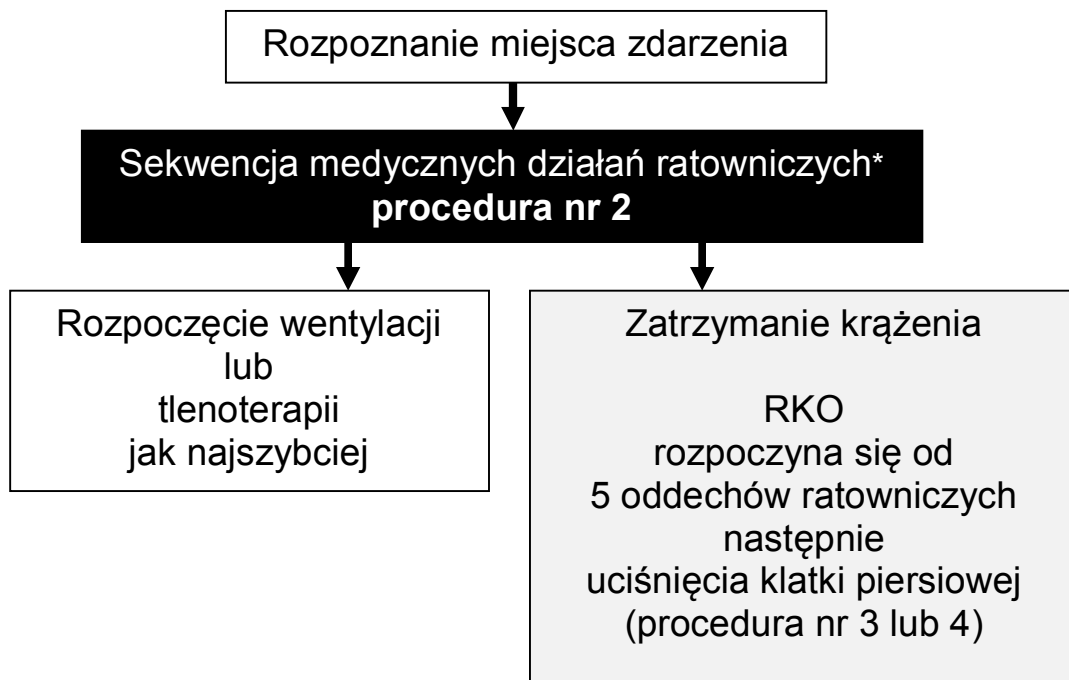 Rozpoznanie miejsca zdarzenia
Sekwencja medycznych działań ratowniczych*
procedura nr 2
Rozpoczęcie wentylacji
lub
tlenoterapii
jak najszybciej
Zatrzymanie krążenia
RKO
rozpoczyna się od
5 oddechów ratowniczych
następnie
uciśnięcia klatki piersiowej
(procedura nr 3 lub 4)